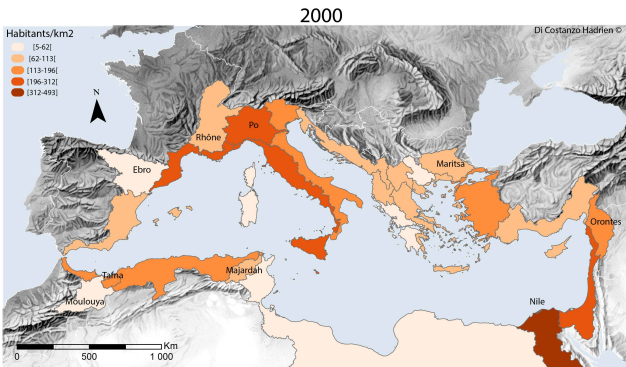 2000
Habitants/km2
Di Costanzo Hadrien ©
[5-62[
[62-113[
[113-196[
[196-312[
[312-493[
N
Po
Rhône
Ebro
Maritsa
Orontes
Tafna
Majardah
Moulouya
Nile
Km
0 500 1 000